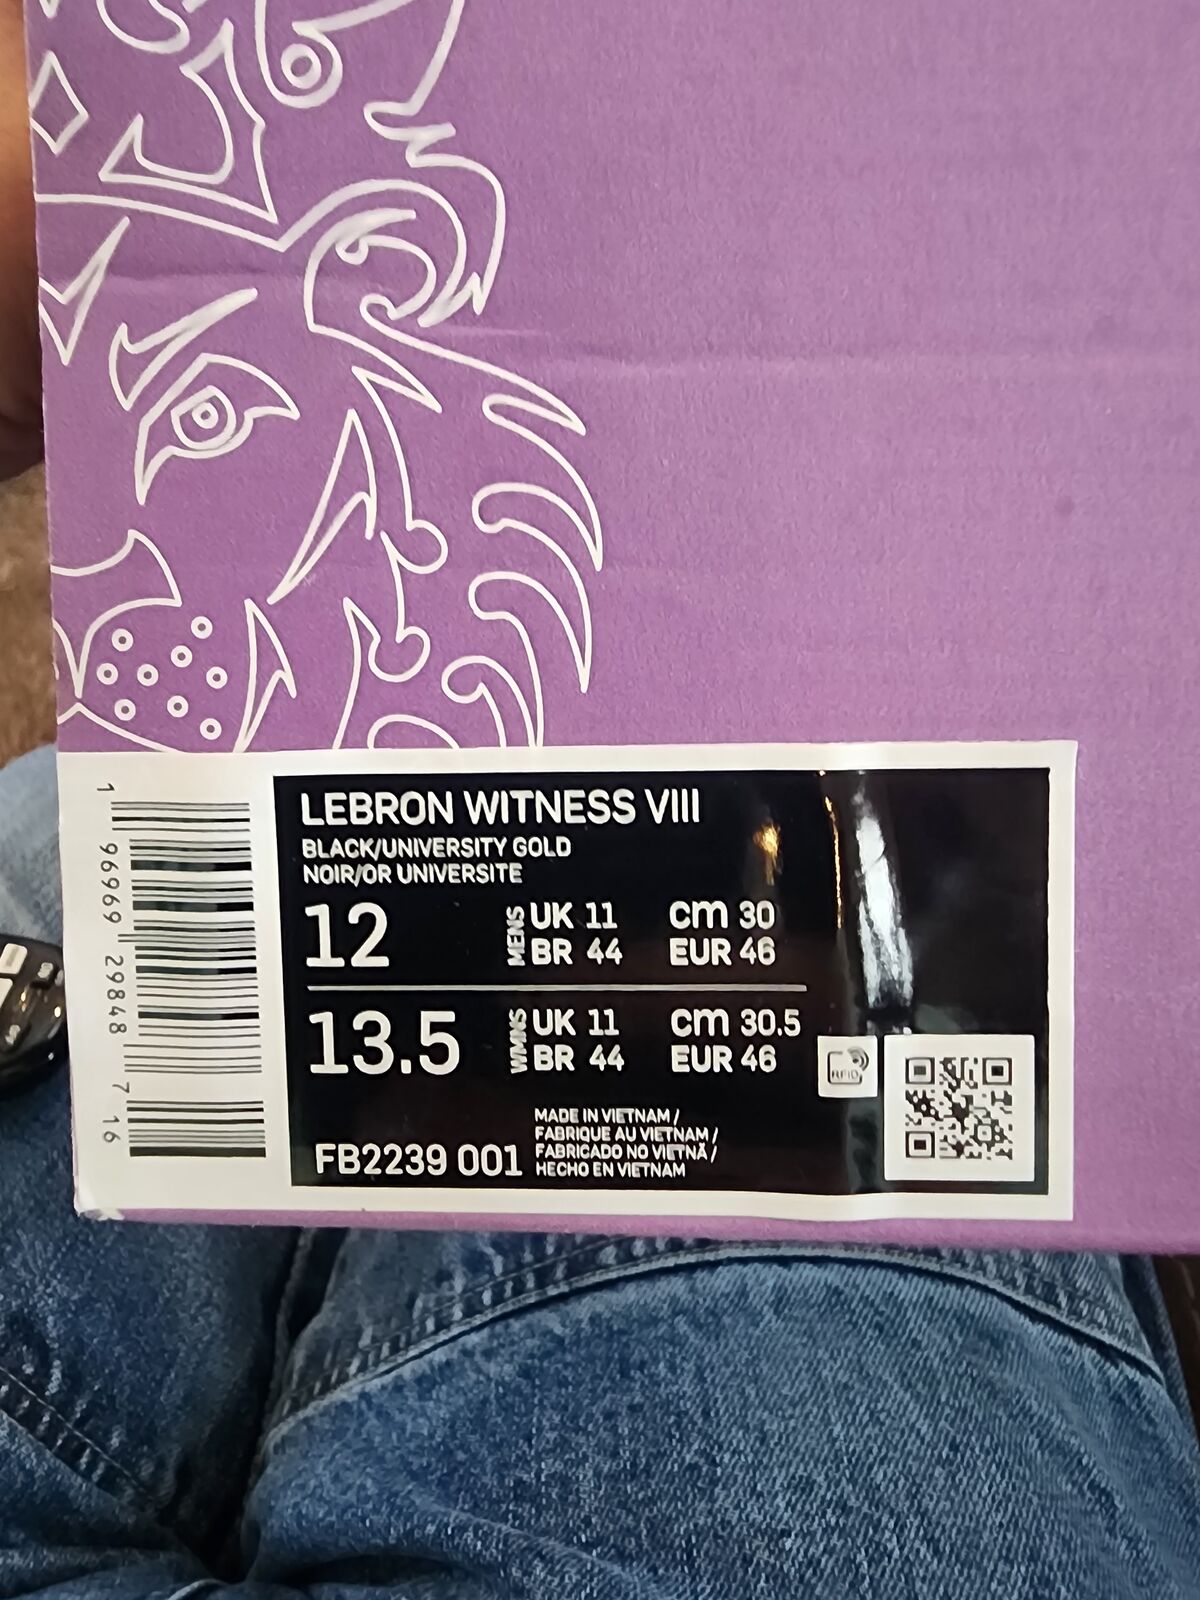 LEBRON WITNESS VIII
BLACK/UNIVERSITY GOLD
NOIR/OR UNIVERSITE
12 MENS UK 11 cm 30
BR 44 EUR 46
13.5 WMNS UK 11 cm 30.5
BR 44 EUR 46
RFID
FB2239 001
MADE IN VIETNAM /
FABRIQUE AU VIETNAM /
FABRICADO NO VIETNÃ /
HECHO EN VIETNAM
1 96969 29848 7 16